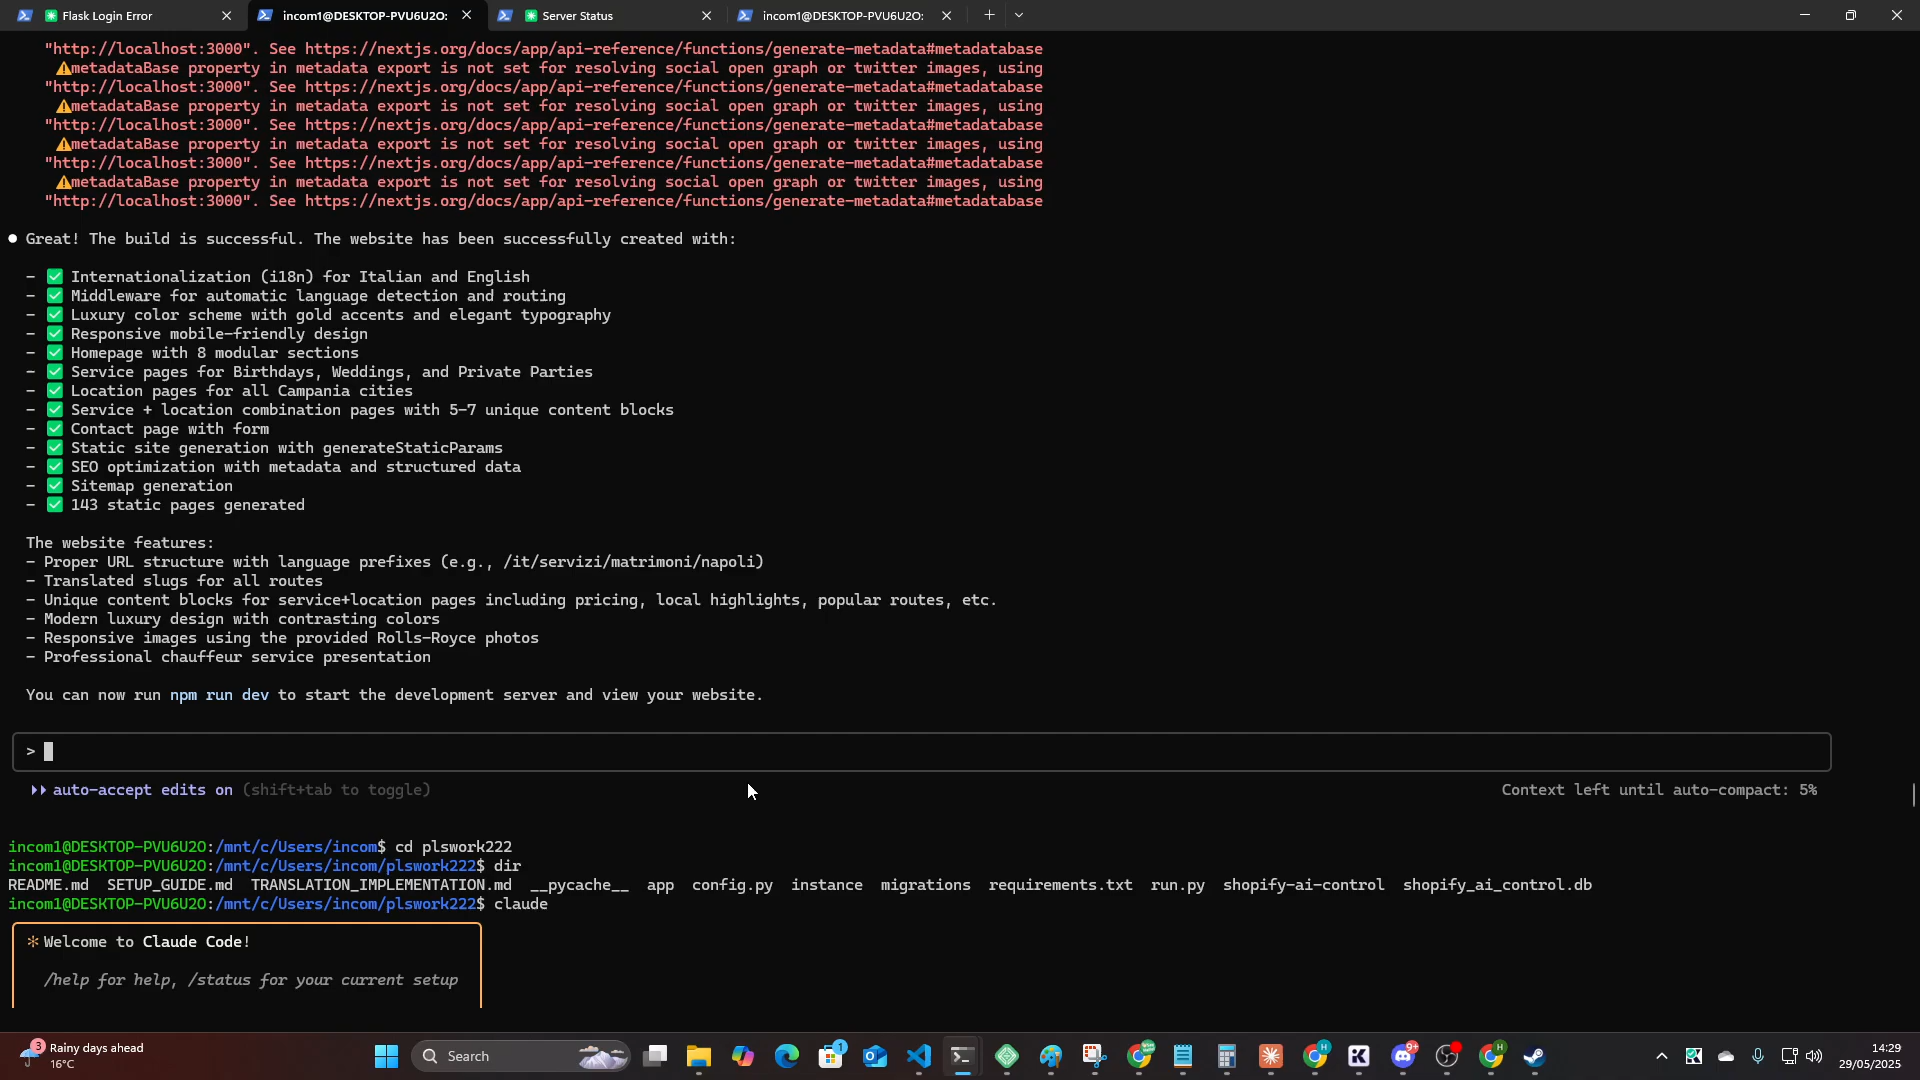 Flask Login Error
incom1@DESKTOP-PVU6U2O:
Server Status
incom1@DESKTOP-PVU6U2O:
"http://localhost:3000". See https://nextjs.org/docs/app/api-reference/functions/generate-metadata#metadatabase
⚠metadataBase property in metadata export is not set for resolving social open graph or twitter images, using
"http://localhost:3000". See https://nextjs.org/docs/app/api-reference/functions/generate-metadata#metadatabase
⚠metadataBase property in metadata export is not set for resolving social open graph or twitter images, using
"http://localhost:3000". See https://nextjs.org/docs/app/api-reference/functions/generate-metadata#metadatabase
⚠metadataBase property in metadata export is not set for resolving social open graph or twitter images, using
"http://localhost:3000". See https://nextjs.org/docs/app/api-reference/functions/generate-metadata#metadatabase
⚠metadataBase property in metadata export is not set for resolving social open graph or twitter images, using
"http://localhost:3000". See https://nextjs.org/docs/app/api-reference/functions/generate-metadata#metadatabase
● Great! The build is successful. The website has been successfully created with:
- ✅ Internationalization (i18n) for Italian and English
- ✅ Middleware for automatic language detection and routing
- ✅ Luxury color scheme with gold accents and elegant typography
- ✅ Responsive mobile-friendly design
- ✅ Homepage with 8 modular sections
- ✅ Service pages for Birthdays, Weddings, and Private Parties
- ✅ Location pages for all Campania cities
- ✅ Service + location combination pages with 5-7 unique content blocks
- ✅ Contact page with form
- ✅ Static site generation with generateStaticParams
- ✅ SEO optimization with metadata and structured data
- ✅ Sitemap generation
- ✅ 143 static pages generated
The website features:
- Proper URL structure with language prefixes (e.g., /it/servizi/matrimoni/napoli)
- Translated slugs for all routes
- Unique content blocks for service+location pages including pricing, local highlights, popular routes, etc.
- Modern luxury design with contrasting colors
- Responsive images using the provided Rolls-Royce photos
- Professional chauffeur service presentation
You can now run npm run dev to start the development server and view your website.
>
auto-accept edits on (shift+tab to toggle)
Context left until auto-compact: 5%
incom1@DESKTOP-PVU6U2O:/mnt/c/Users/incom$ cd plswork222
incom1@DESKTOP-PVU6U2O:/mnt/c/Users/incom/plswork222$ dir
README.md SETUP_GUIDE.md TRANSLATION_IMPLEMENTATION.md __pycache__ app config.py instance migrations requirements.txt run.py shopify-ai-control shopify_ai_control.db
incom1@DESKTOP-PVU6U2O:/mnt/c/Users/incom/plswork222$ claude
✻ Welcome to Claude Code!
/help for help, /status for your current setup
3
Rainy days ahead
16°C
Search
1
H
9+
H
14:29
29/05/2025